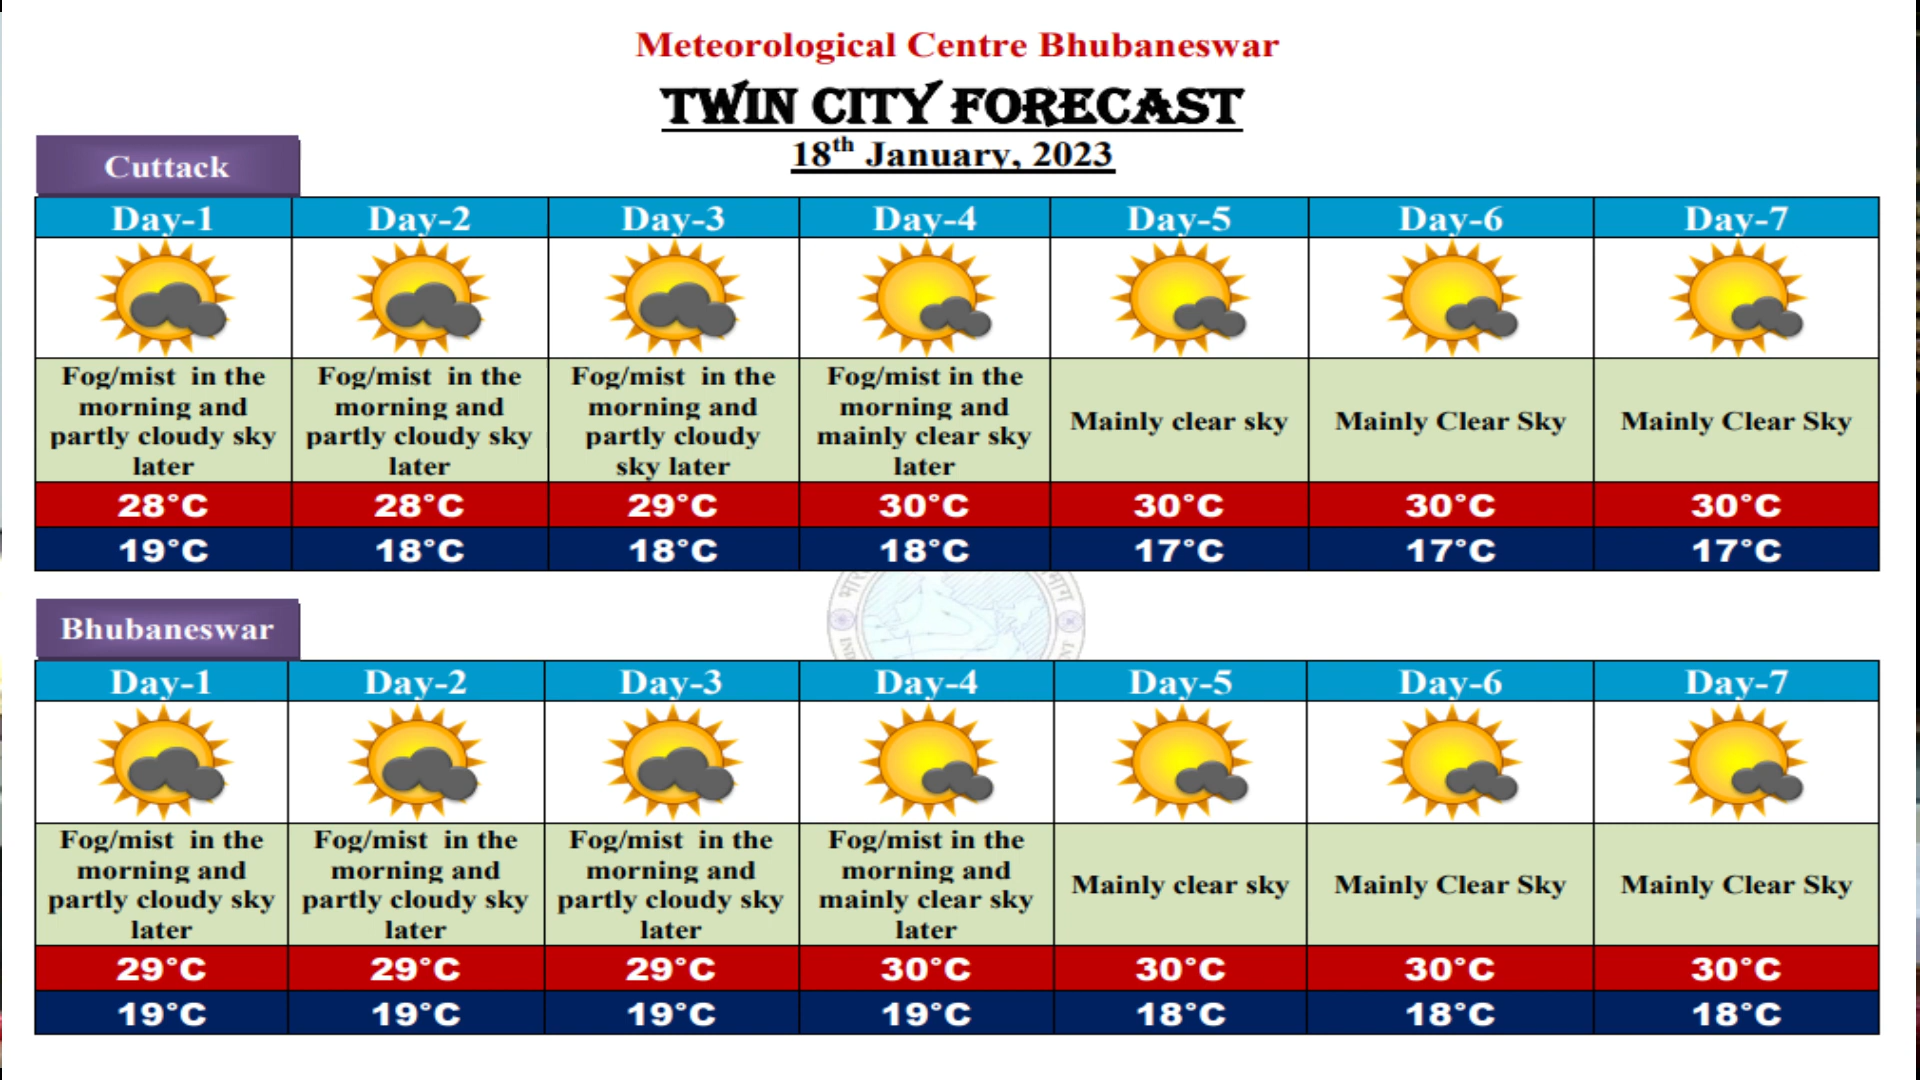 Meteorological Centre Bhubaneswar
TWIN CITY FORECAST
18th January, 2023
Cuttack
Day-1 Day-2 Day-3 Day-4 Day-5 Day-6 Day-7
Fog/mist in the morning and partly cloudy sky later
Fog/mist in the morning and partly cloudy sky later
Fog/mist in the morning and partly cloudy sky later
Fog/mist in the morning and mainly clear sky later
Mainly clear sky
Mainly Clear Sky
Mainly Clear Sky
28°C 28°C 29°C 30°C 30°C 30°C 30°C
19°C 18°C 18°C 18°C 17°C 17°C 17°C
Bhubaneswar
Day-1 Day-2 Day-3 Day-4 Day-5 Day-6 Day-7
Fog/mist in the morning and partly cloudy sky later
Fog/mist in the morning and partly cloudy sky later
Fog/mist in the morning and partly cloudy sky later
Fog/mist in the morning and mainly clear sky later
Mainly clear sky
Mainly Clear Sky
Mainly Clear Sky
29°C 29°C 29°C 30°C 30°C 30°C 30°C
19°C 19°C 19°C 19°C 18°C 18°C 18°C